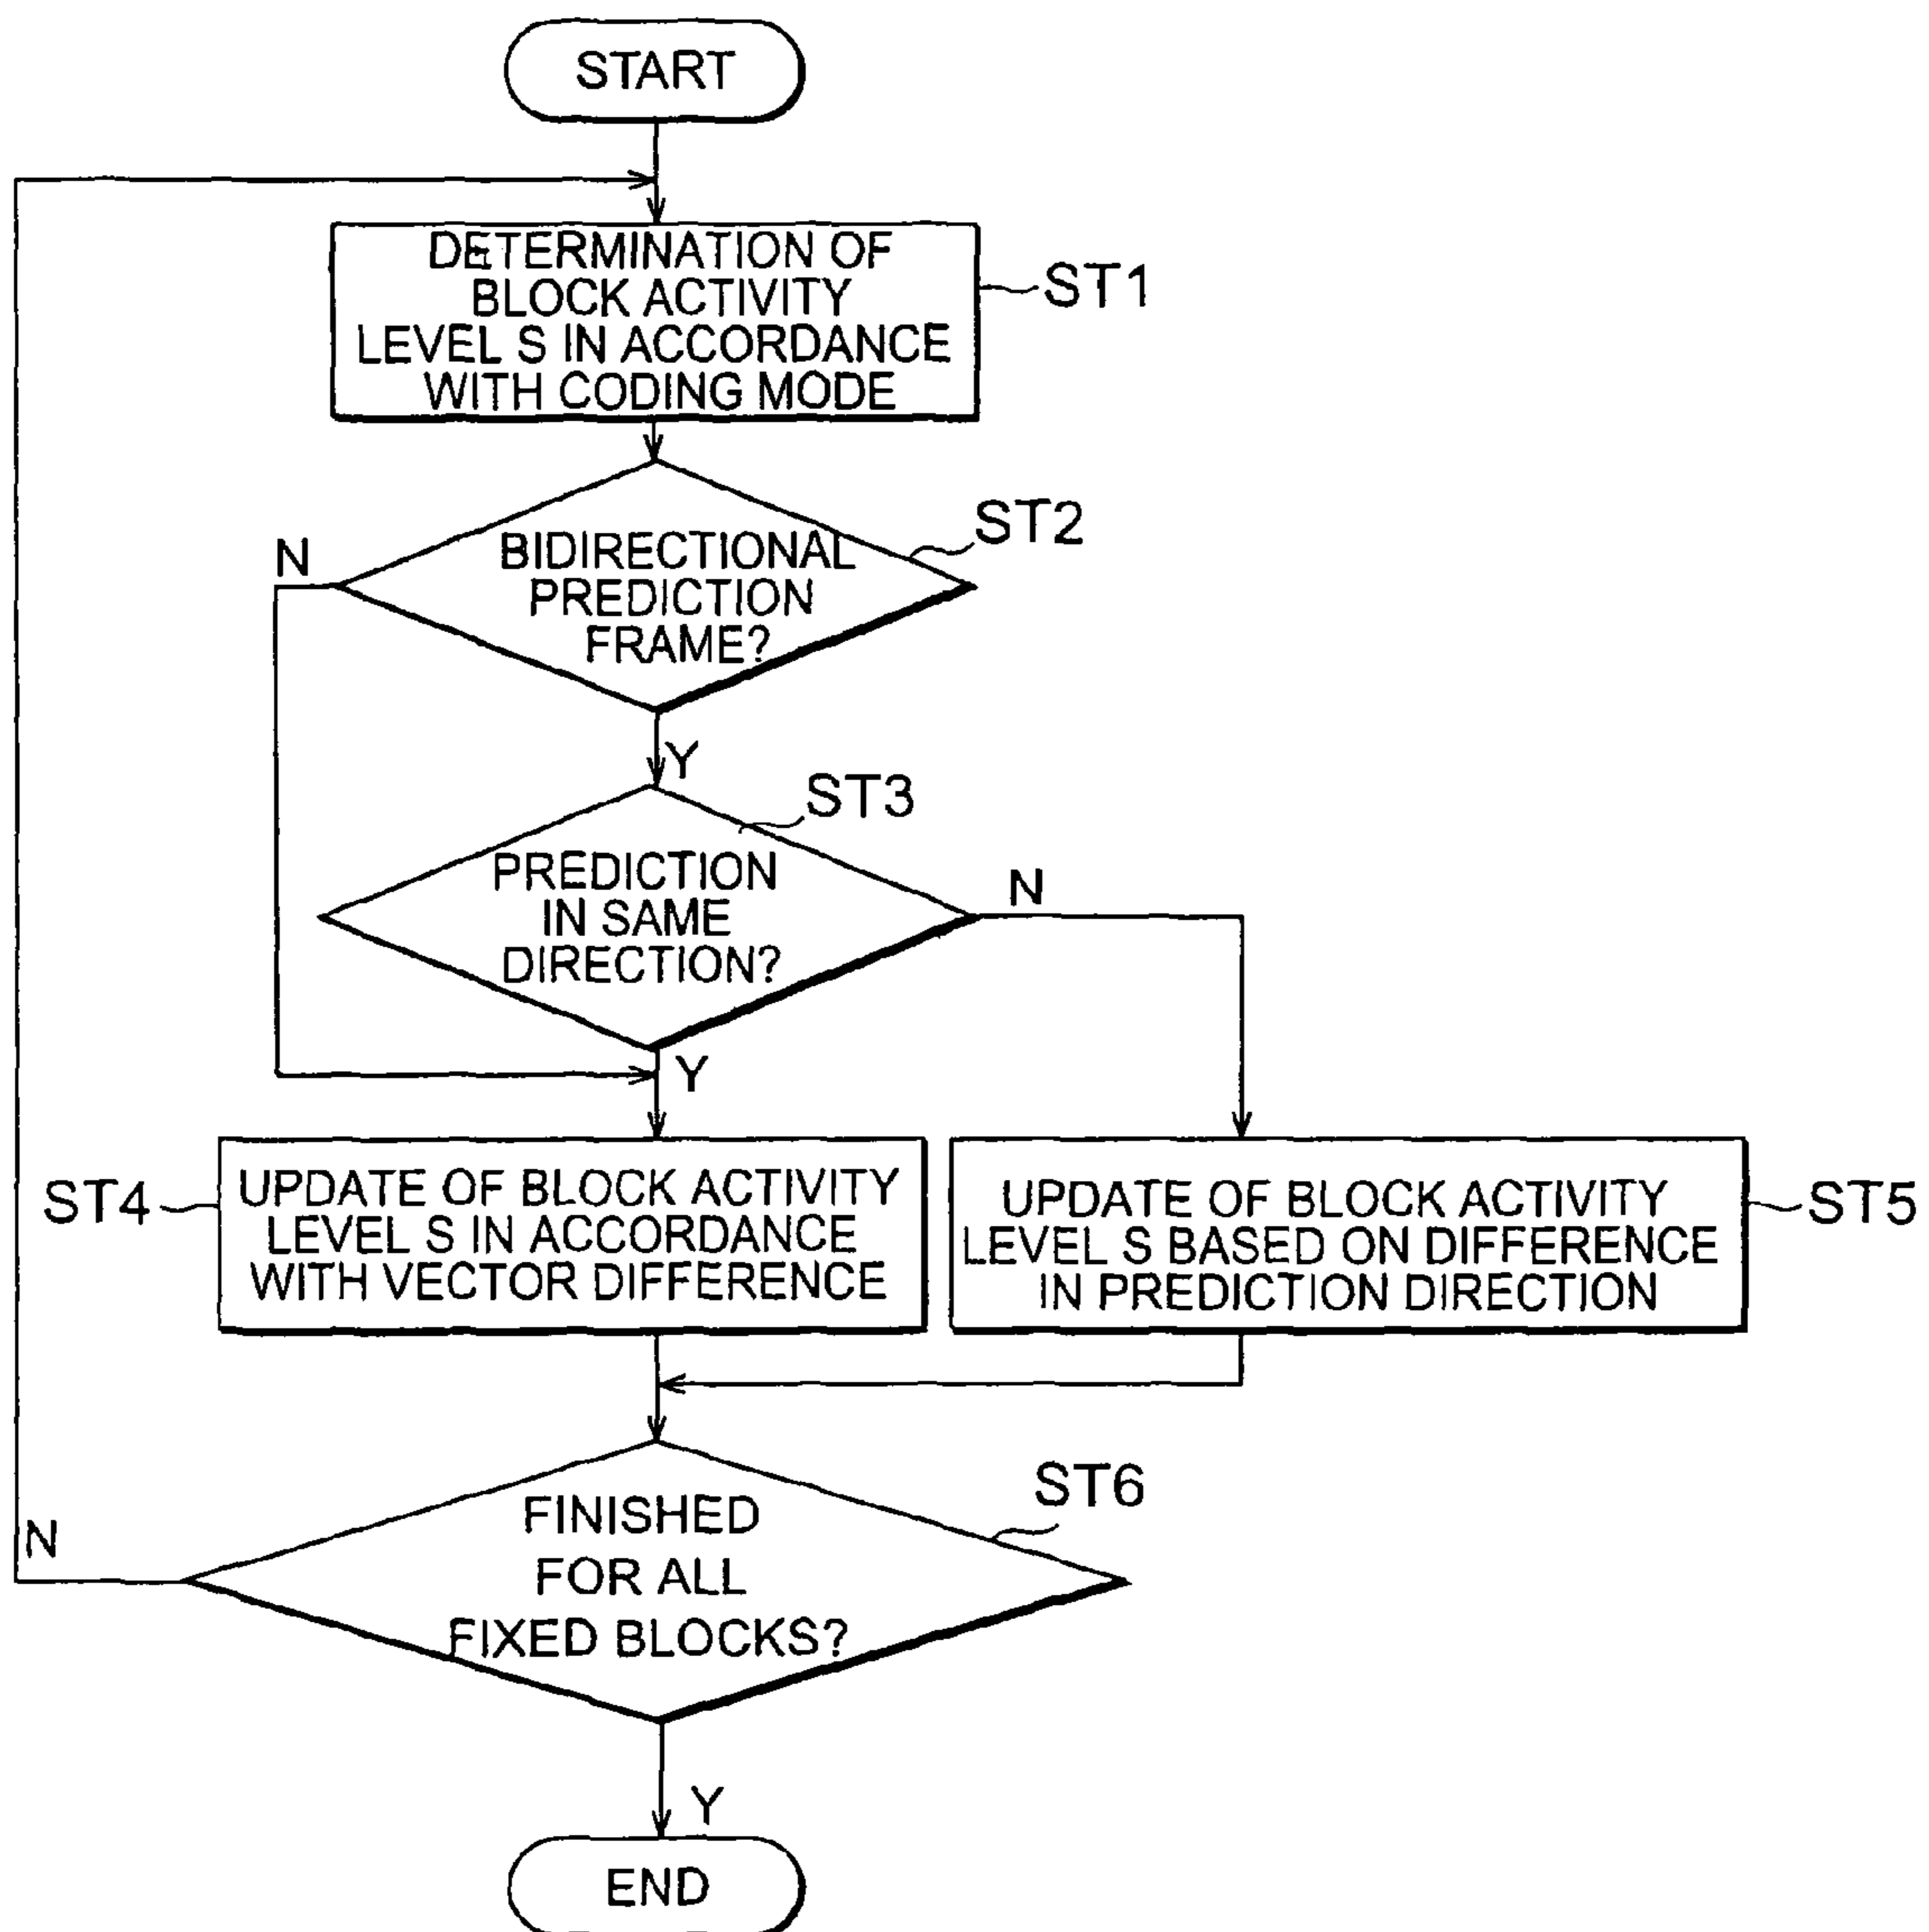 START
DETERMINATION OF
BLOCK ACTIVITY
LEVEL S IN ACCORDANCE
WITH CODING MODE
ST1
ST2
BIDIRECTIONAL
PREDICTION
FRAME?
N
Y
ST3
PREDICTION
IN SAME
DIRECTION?
N
Y
ST4
UPDATE OF BLOCK ACTIVITY
LEVEL S IN ACCORDANCE
WITH VECTOR DIFFERENCE
UPDATE OF BLOCK ACTIVITY
LEVEL S BASED ON DIFFERENCE
IN PREDICTION DIRECTION
ST5
ST6
FINISHED
FOR ALL
FIXED BLOCKS?
N
Y
END